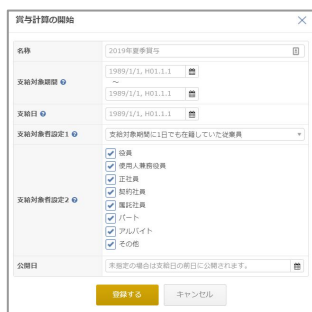 賞与計算の開始
名称
2019年夏季賞与
支給対象期間
1989/1/1, H01.1.1
～
1989/1/1, H01.1.1
支給日
1989/1/1, H01.1.1
支給対象者設定1
支給対象期間に1日でも在籍していた従業員
支給対象者設定2
役員
使用人兼務役員
正社員
契約社員
嘱託社員
パート
アルバイト
その他
公開日
未指定の場合は支給日の前日に公開されます。
登録する
キャンセル